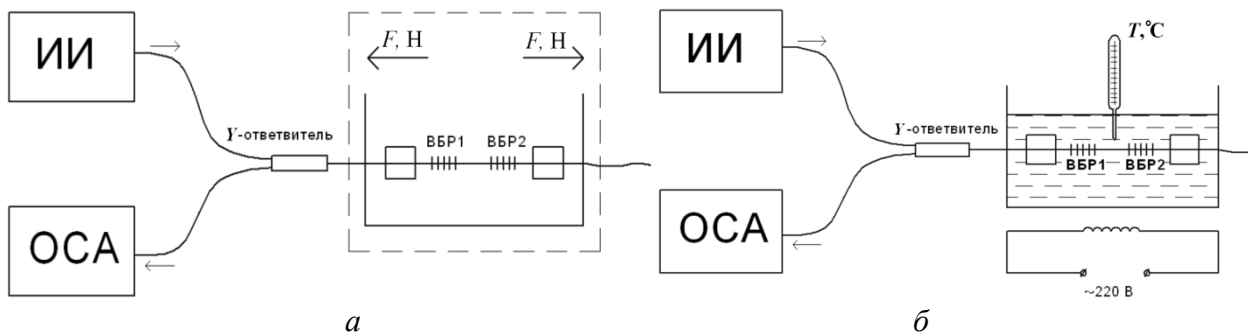 ИИ
F, Н F, Н
Y-ответвитель
ВБР1 ВБР2
ОСА
а
ИИ
T,°C
Y-ответвитель
ВБР1 ВБР2
ОСА
~220 В
б